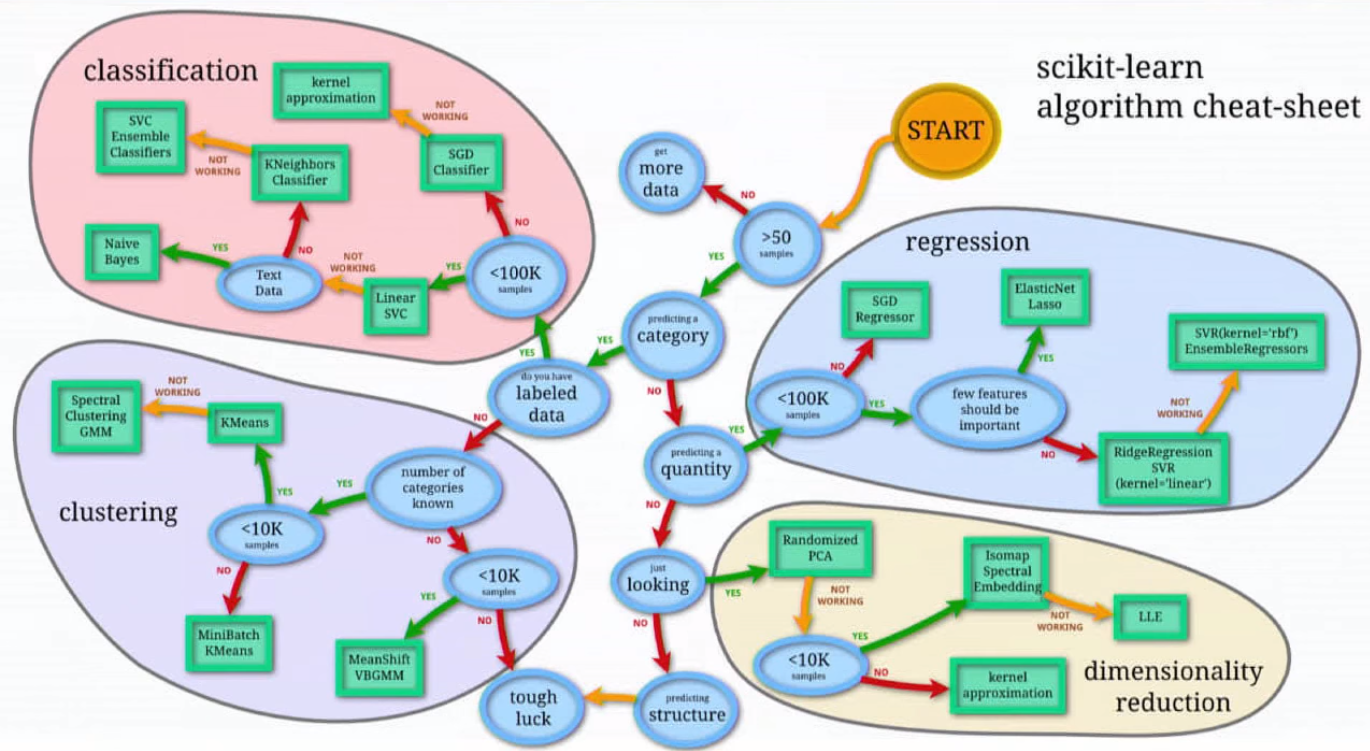 scikit-learn
algorithm cheat-sheet
START
classification
kernel
approximation
NOT
WORKING
SVC
Ensemble
Classifiers
NOT
WORKING
KNeighbors
Classifier
SGD
Classifier
NO
NO
YES
Naive
Bayes
Text
Data
NOT
WORKING
Linear
SVC
YES
<100K
samples
YES
get
more
data
NO
>50
samples
YES
predicting a
category
YES
NO
do you have
labeled
data
NO
predicting a
quantity
YES
NO
just
looking
YES
NO
predicting
structure
tough
luck
regression
SGD
Regressor
ElasticNet
Lasso
SVR(kernel='rbf')
EnsembleRegressors
NO
YES
<100K
samples
YES
few features
should be
important
NOT
WORKING
NO
RidgeRegression
SVR
(kernel='linear')
clustering
Spectral
Clustering
GMM
NOT
WORKING
KMeans
YES
number of
categories
known
YES
NO
<10K
samples
NO
MiniBatch
KMeans
<10K
samples
YES
NO
MeanShift
VBGMM
dimensionality
reduction
Randomized
PCA
NOT
WORKING
Isomap
Spectral
Embedding
NOT
WORKING
LLE
<10K
samples
YES
NO
kernel
approximation